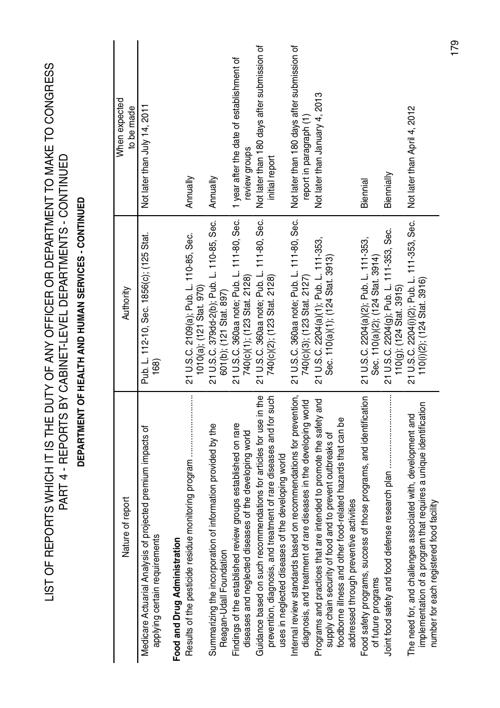 LIST OF REPORTS WHICH IT IS THE DUTY OF ANY OFFICER OR DEPARTMENT TO MAKE TO CONGRESS
PART 4 - REPORTS BY CABINET-LEVEL DEPARTMENTS - CONTINUED
DEPARTMENT OF HEALTH AND HUMAN SERVICES - CONTINUED
Nature of report Authority When expected
to be made
Medicare Actuarial Analysis of projected premium impacts of Pub. L. 112-10, Sec. 1856(c); (125 Stat. Not later than July 14, 2011
applying certain requirements 168)
Food and Drug Administration
Results of the pesticide residue monitoring program ............................ 21 U.S.C. 2109(a); Pub. L. 110-85, Sec. Annually
1010(a); (121 Stat. 970)
Summarizing the incorporation of information provided by the 21 U.S.C. 379dd-2(b); Pub. L. 110-85, Sec. Annually
Reagan-Udall Foundation 601(b); (121 Stat. 897)
Findings of the established review groups established on rare 21 U.S.C. 360aa note; Pub. L. 111-80, Sec. 1 year after the date of establishment of
diseases and neglected diseases of the developing world 740(c)(1); (123 Stat. 2128) review groups
Guidance based on such recommendations for articles for use in the 21 U.S.C. 360aa note; Pub. L. 111-80, Sec. Not later than 180 days after submission of
prevention, diagnosis, and treatment of rare diseases and for such 740(c)(2); (123 Stat. 2128) initial report
uses in neglected diseases of the developing world
Internal review standards based on recommendations for prevention, 21 U.S.C. 360aa note; Pub. L. 111-80, Sec. Not later than 180 days after submission of
diagnosis, and treatment of rare diseases in the developing world 740(c)(3); (123 Stat. 2127) report in paragraph (1)
Programs and practices that are intended to promote the safety and 21 U.S.C. 2204(a)(1); Pub. L. 111-353, Not later than January 4, 2013
supply chain security of food and to prevent outbreaks of Sec. 110(a)(1); (124 Stat. 3913)
foodborne illness and other food-related hazards that can be
addressed through preventive activities
Food safety programs, success of those programs, and identification 21 U.S.C. 2204(a)(2); Pub. L. 111-353, Biennial
of future programs Sec. 110(a)(2); (124 Stat. 3914)
Joint food safety and food defense research plan ............................ 21 U.S.C. 2204(g); Pub. L. 111-353, Sec. Biennially
110(g); (124 Stat. 3915)
The need for, and challenges associated with, development and 21 U.S.C. 2204(i)(2); Pub. L. 111-353, Sec. Not later than April 4, 2012
implementation of a program that requires a unique identification 110(i)(2); (124 Stat. 3916)
number for each registered food facility
179